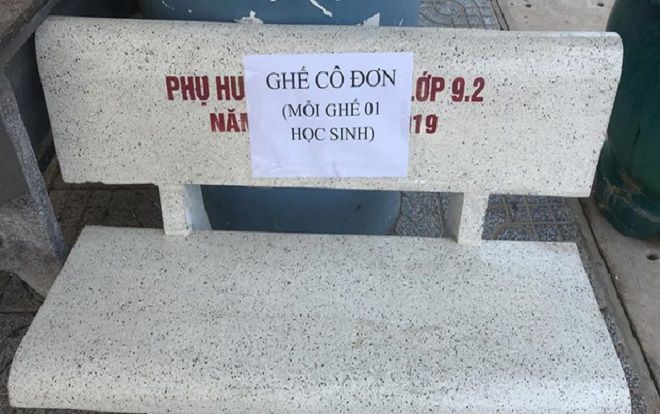 GHẾ CÔ ĐƠN
(MỖI GHẾ 01
HỌC SINH)
PHỤ HU LỚP 9.2
NĂM 19